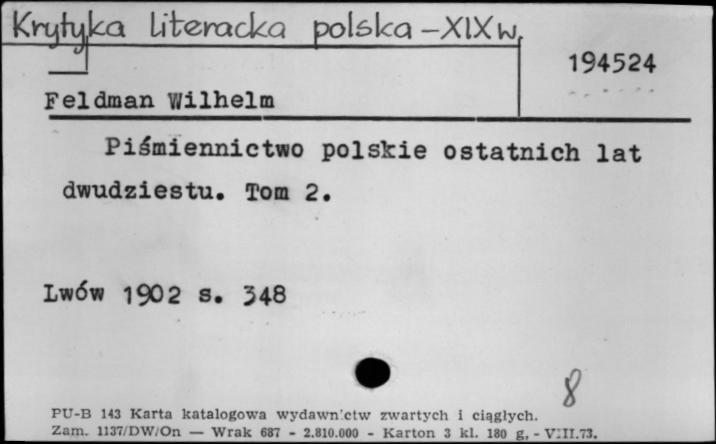 Krytyka literacka polska – XIX w.
194524
Feldman Wilhelm
Piśmiennictwo polskie ostatnich lat
dwudziestu. Tom 2.
Lwów 1902 s. 348
8
PU-B 143 Karta katalogowa wydawnictw zwartych i ciągłych.
Zam. 1137/DW/On — Wrak 687 - 2.810.000 - Karton 3 kl. 180 g, - VIII.73.